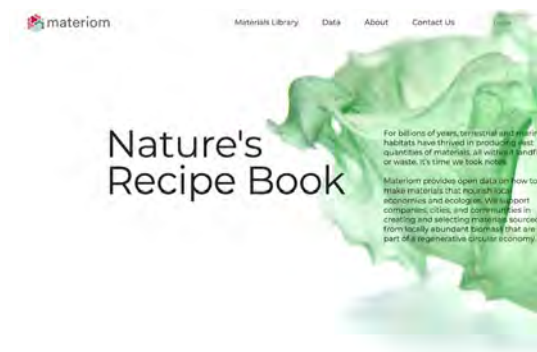 materiom
Materials Library Data About Contact Us
Nature's
Recipe Book
For billions of years, terrestrial and marin
habitats have thrived in producing vast
quantities of materials, all without landf
or waste. It's time we took notes.
Materiom provides open data on how to
make materials that nourish local
economies and ecologies. We support
companies, cities, and communities in
creating and selecting materials sourced
from locally abundant biomass that are
part of a regenerative circular economy.